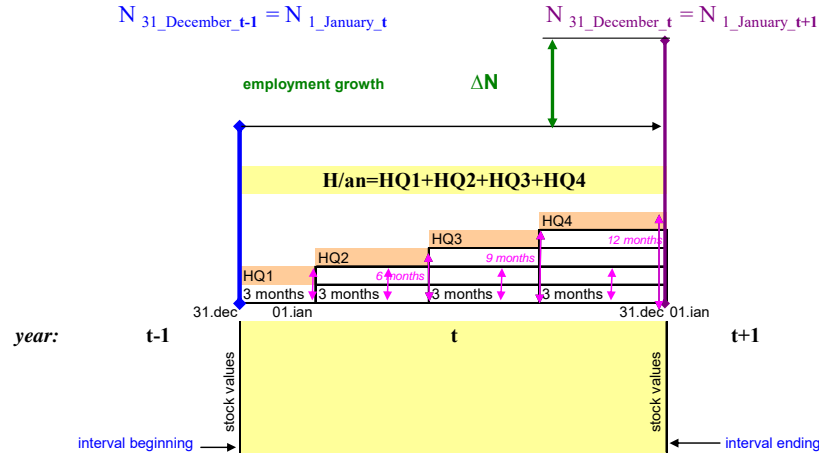 N 31_December_t-1 = N 1_January_t
N 31_December_t = N 1_January_t+1
employment growth ΔN
H/an=HQ1+HQ2+HQ3+HQ4
HQ4
HQ3 12 months
HQ2 9 months
HQ1 6 months
3 months 3 months 3 months 3 months
31.dec 01.ian 31.dec 01.ian
year: t-1 t t+1
stock values stock values
interval beginning interval ending